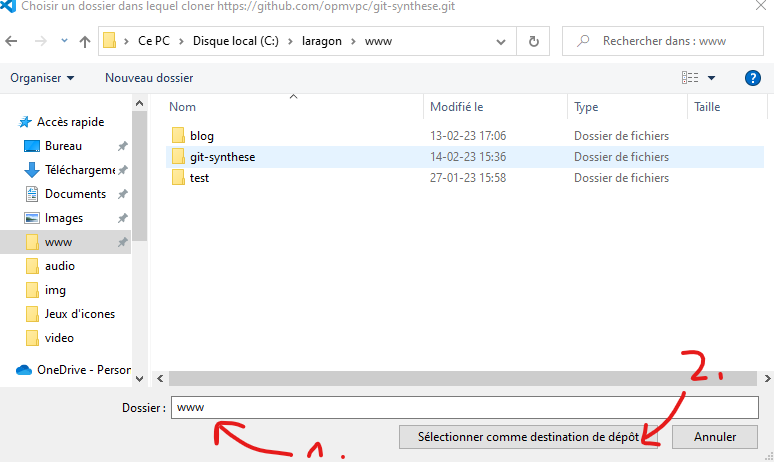 Choisir un dossier dans lequel cloner https://github.com/opmvpc/git-synthese.git
Ce PC > Disque local (C:) > laragon > www
Rechercher dans : www
Organiser
Nouveau dossier
?
Nom Modifié le Type Taille
Accès rapide
Bureau
Téléchargeme
Documents
Images
www
audio
img
Jeux d'icones
video
OneDrive - Person
blog 13-02-23 17:06 Dossier de fichiers
git-synthese 14-02-23 15:36 Dossier de fichiers
test 27-01-23 15:58 Dossier de fichiers
2.
Dossier : www
1.
Sélectionner comme destination de dépôt
Annuler